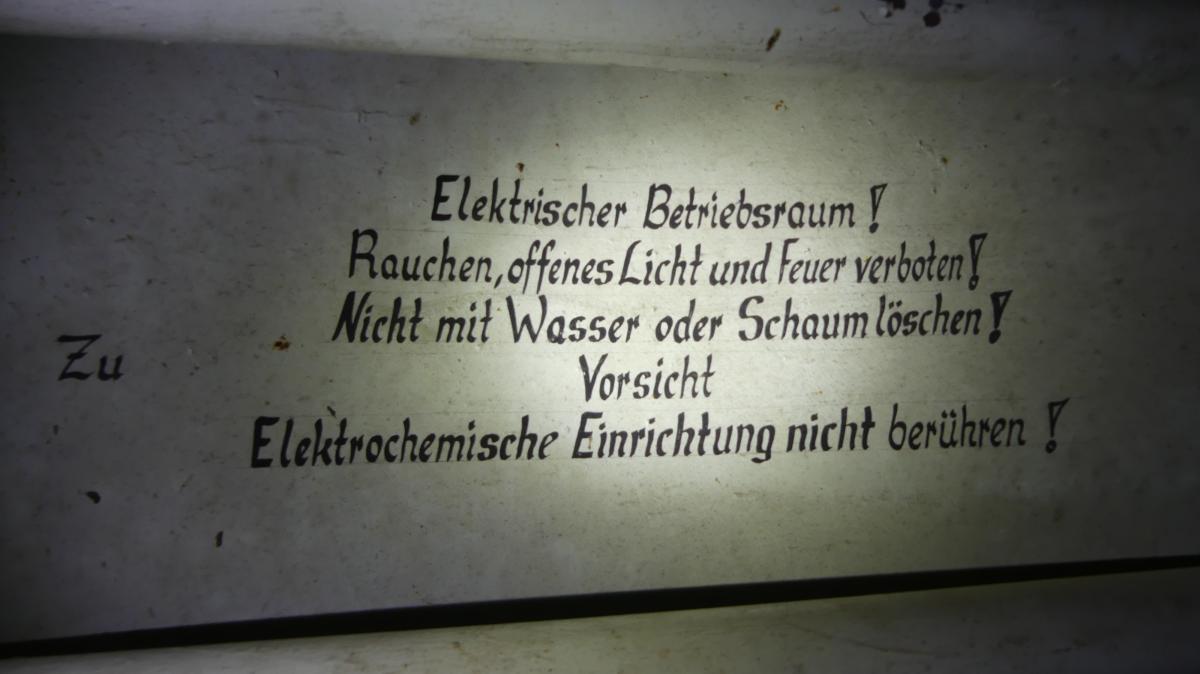 Elektrischer Betriebsraum!
Rauchen, offenes Licht und Feuer verboten!
Nicht mit Wasser oder Schaum löschen!
Zu
Vorsicht
Elektrochemische Einrichtung nicht berühren!